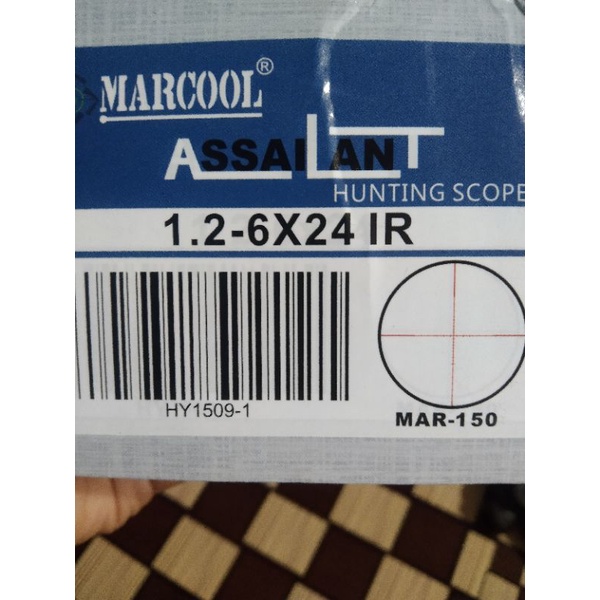 MARCOOL®
ASSAILANT
HUNTING SCOPE
1.2-6X24 IR
HY1509-1
MAR-150